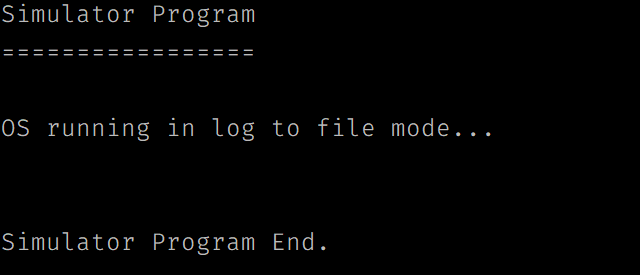 Simulator Program
=================
OS running in log to file mode...
Simulator Program End.